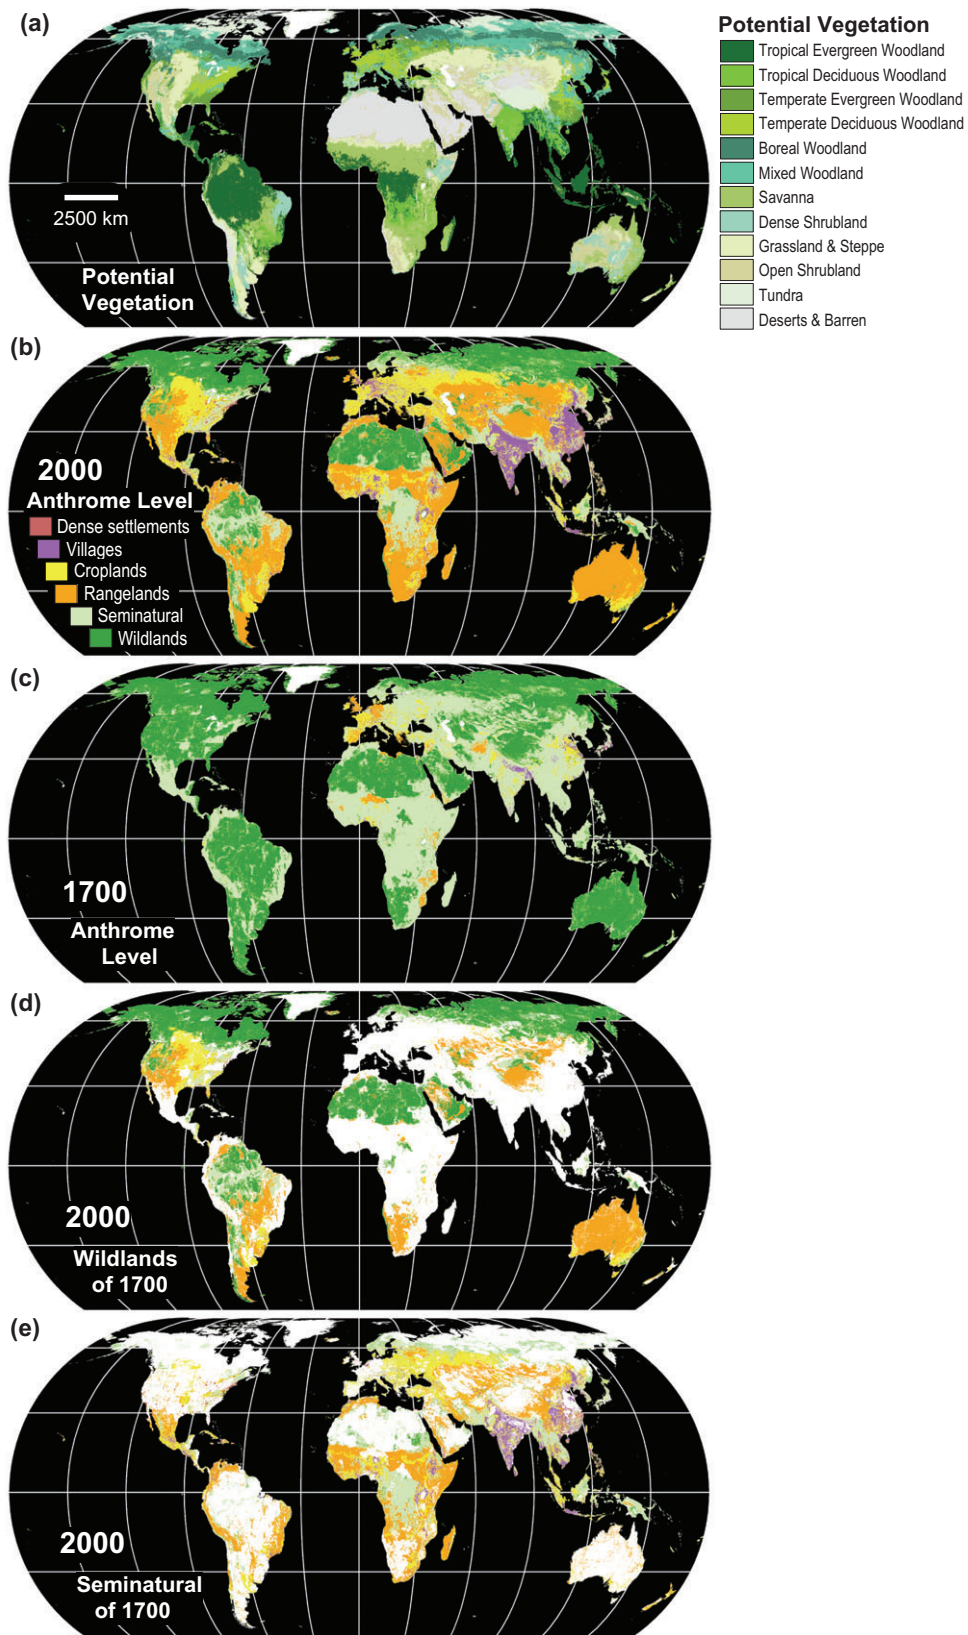 (a)
2500 km
Potential
Vegetation
Potential Vegetation
Tropical Evergreen Woodland
Tropical Deciduous Woodland
Temperate Evergreen Woodland
Temperate Deciduous Woodland
Boreal Woodland
Mixed Woodland
Savanna
Dense Shrubland
Grassland & Steppe
Open Shrubland
Tundra
Deserts & Barren
(b)
2000
Anthrome Level
Dense settlements
Villages
Croplands
Rangelands
Seminatural
Wildlands
(c)
1700
Anthrome
Level
(d)
2000
Wildlands
of 1700
(e)
2000
Seminatural
of 1700